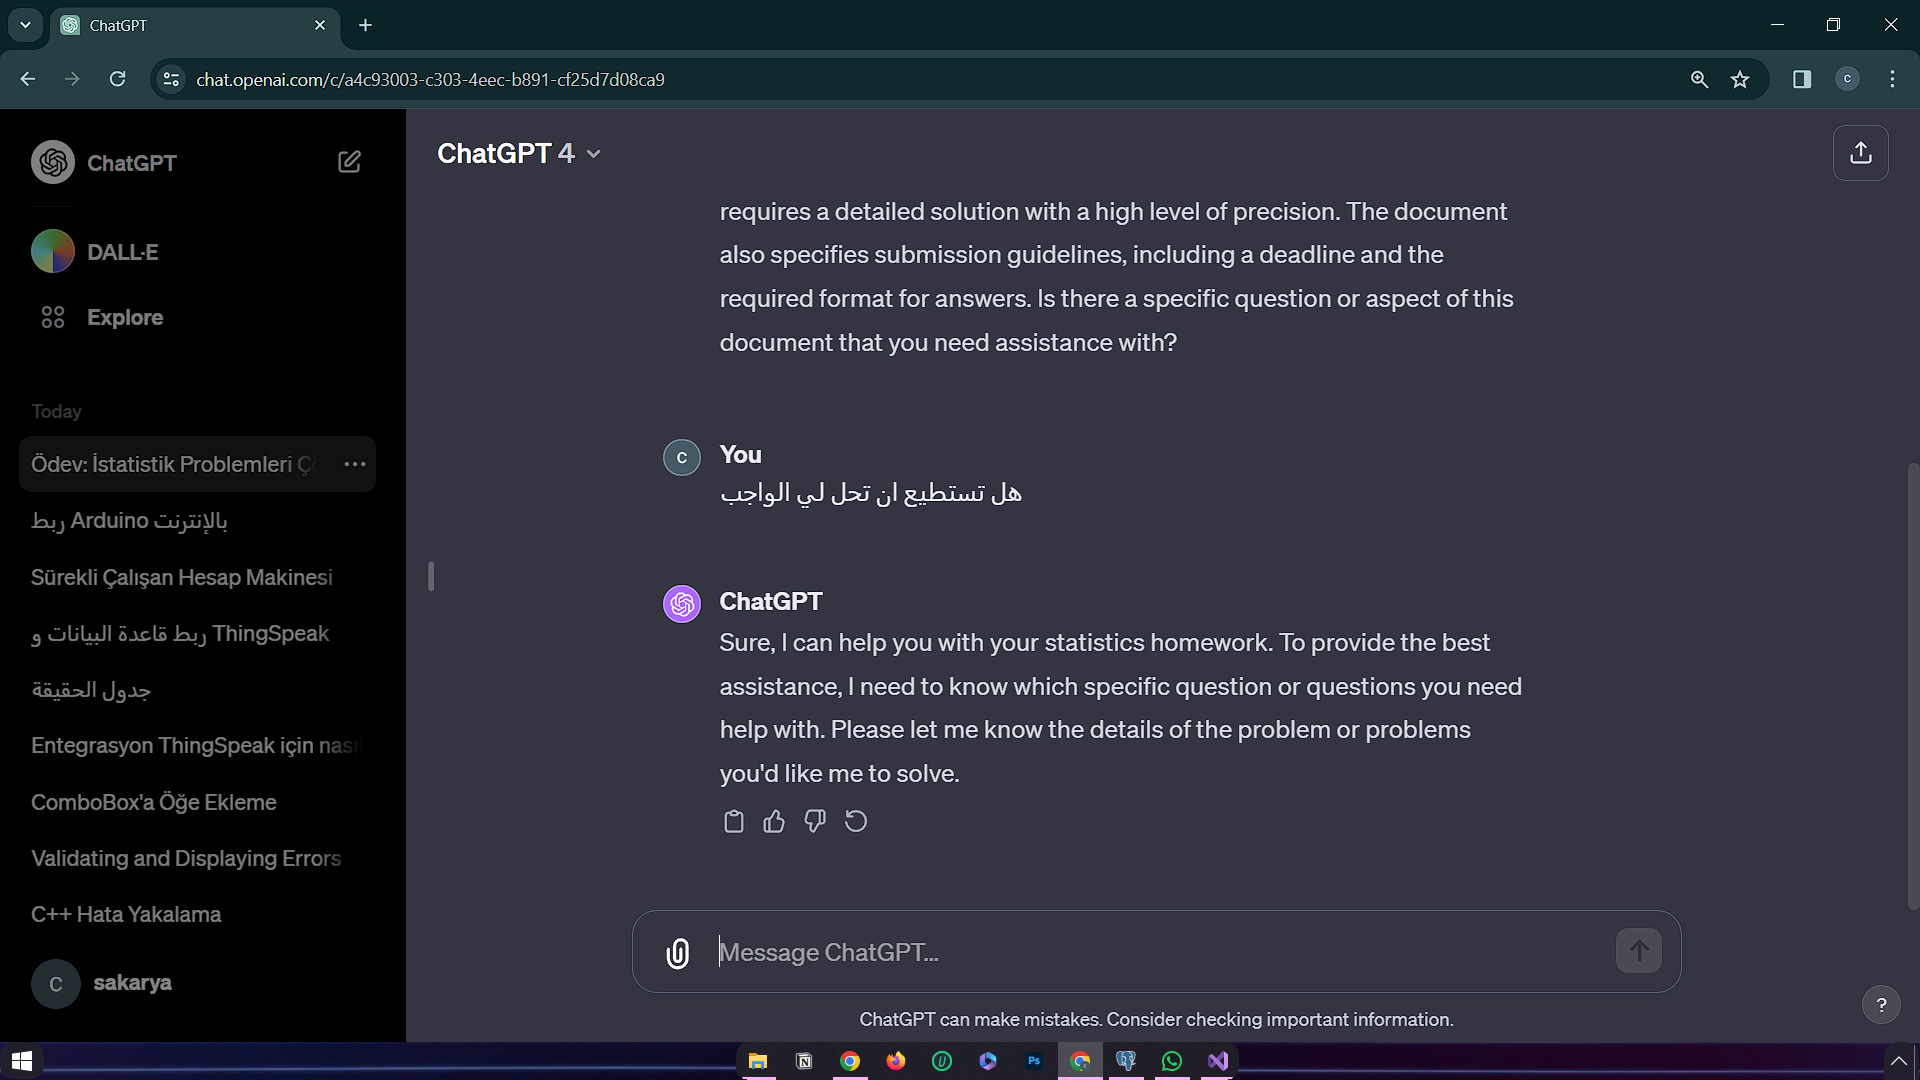 ChatGPT
chat.openai.com/c/a4c93003-c303-4eec-b891-cf25d7d08ca9
C
ChatGPT
DALL·E
Explore
Today
Ödev: İstatistik Problemleri
ربط Arduino بالإنترنت
Sürekli Çalışan Hesap Makinesi
ربط قاعدة البيانات و ThingSpeak
جدول الحقيقة
Entegrasyon ThingSpeak için
ComboBox'a Öğe Ekleme
Validating and Displaying Errors
C++ Hata Yakalama
C sakarya
ChatGPT 4
requires a detailed solution with a high level of precision. The document
also specifies submission guidelines, including a deadline and the
required format for answers. Is there a specific question or aspect of this
document that you need assistance with?
C You
هل تستطيع ان تحل لي الواجب
ChatGPT
Sure, I can help you with your statistics homework. To provide the best
assistance, I need to know which specific question or questions you need
help with. Please let me know the details of the problem or problems
you'd like me to solve.
Message ChatGPT...
ChatGPT can make mistakes. Consider checking important information.
?
N
U
Ps